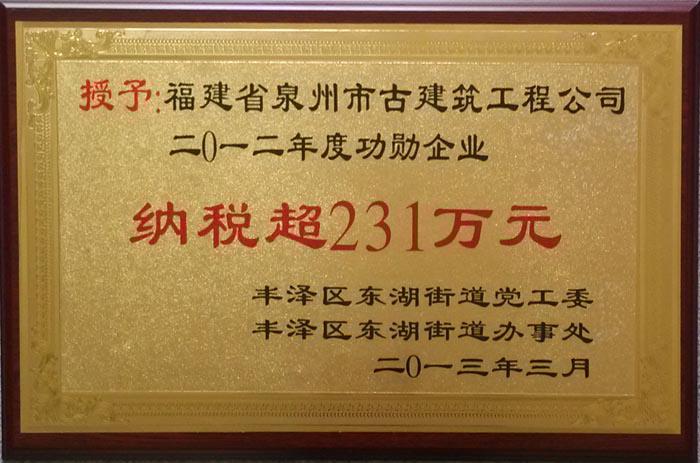 授予:福建省泉州市古建筑工程公司
二0一二年度功勋企业
纳税超231万元
丰泽区东湖街道党工委
丰泽区东湖街道办事处
二0一三年三月